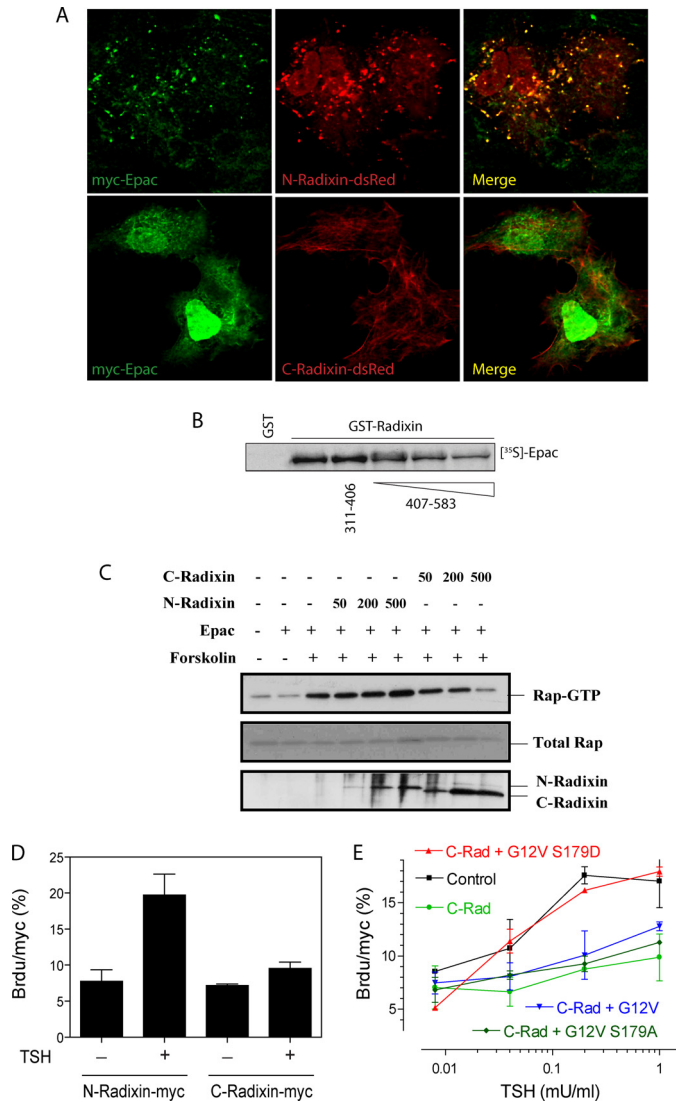 A
myc-Epac
N-Radixin-dsRed
Merge
myc-Epac
C-Radixin-dsRed
Merge
B
GST
GST-Radixin
[³⁵S]-Epac
311-406
407-583
C
C-Radixin - - - - - - 50 200 500
N-Radixin - - - 50 200 500 - - -
Epac - + + + + + + + +
Forskolin - - + + + + + + +
Rap-GTP
Total Rap
N-Radixin
C-Radixin
D
Brdu/myc (%)
25
20
15
10
5
0
TSH - + - +
N-Radixin-myc C-Radixin-myc
E
C-Rad + G12V S179D
Control
C-Rad
Brdu/myc (%)
15
10
5
C-Rad + G12V
C-Rad + G12V S179A
0.01 0.1 1
TSH (mU/ml)